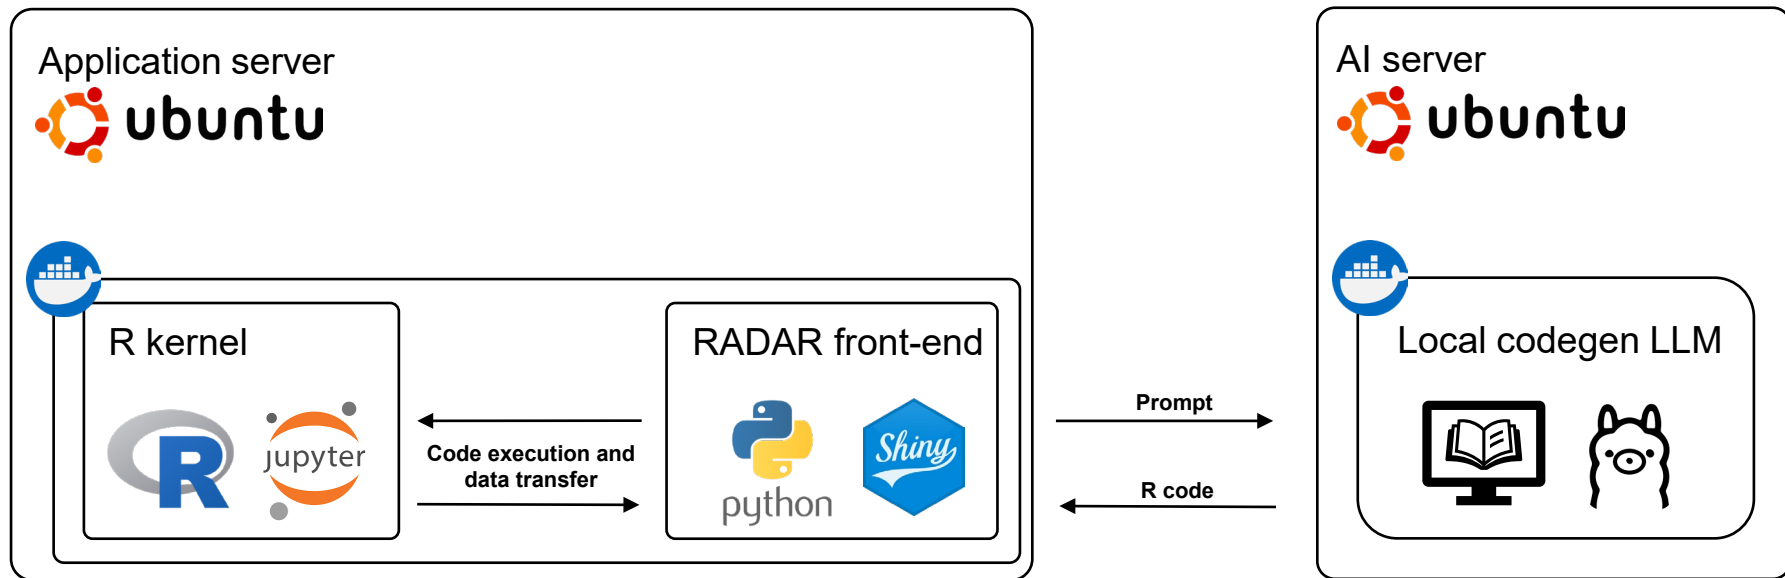 Application server
ubuntu
AI server
ubuntu
R kernel
R
jupyter
Code execution and
data transfer
RADAR front-end
python
Shiny
Prompt
R code
Local codegen LLM